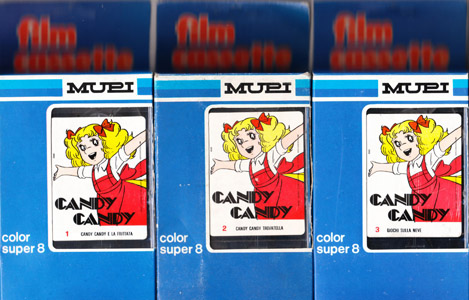 film
cassette
MUPI
CANDY
CANDY
1 CANDY CANDY E LA FRITTATA
color
super 8
film
cassette
MUPI
CANDY
CANDY
2 CANDY CANDY TAGLIATELLA
color
super 8
film
cassette
MUPI
CANDY
CANDY
3 GIOCHI SULLA NEVE
color
super 8